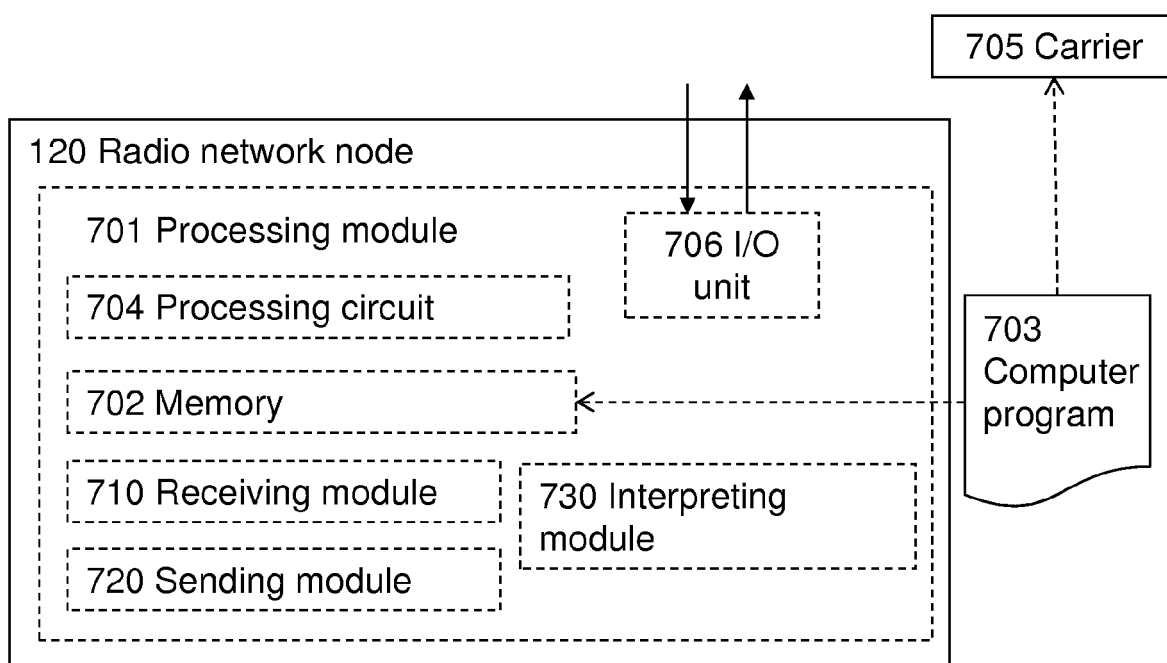 705 Carrier
120 Radio network node
701 Processing module
706 I/O
unit
704 Processing circuit
703
Computer
program
702 Memory
710 Receiving module
730 Interpreting
module
720 Sending module